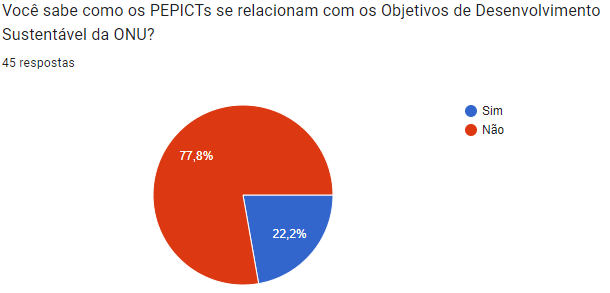 Você sabe como os PEPICTs se relacionam com os Objetivos de Desenvolvimento
Sustentável da ONU?
45 respostas
Sim
Não
77,8%
22,2%